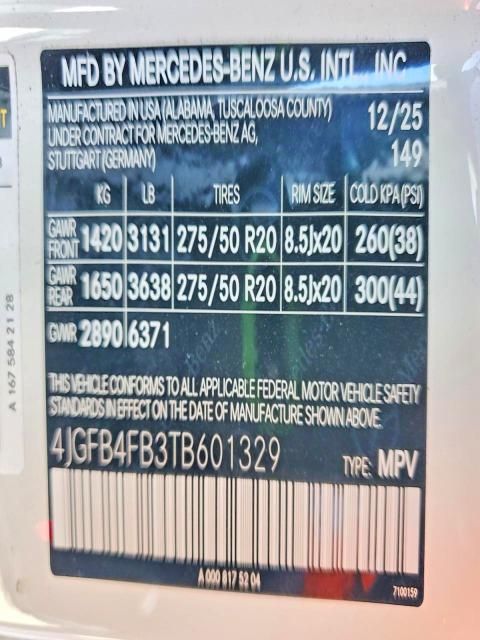 MFD BY MERCEDES-BENZ U.S. INTL., INC
MANUFACTURED IN USA (ALABAMA, TUSCALOOSA COUNTY) 12/25
UNDER CONTRACT FOR MERCEDES-BENZ AG,
STUTTGART (GERMANY) 149
KG LB TIRES RIM SIZE COLD KPA(PSI)
GAWR FRONT 1420 3131 275/50 R20 8.5Jx20 260(38)
GAWR REAR 1650 3638 275/50 R20 8.5Jx20 300(44)
GVWR 2890 6371
THIS VEHICLE CONFORMS TO ALL APPLICABLE FEDERAL MOTOR VEHICLE SAFETY
STANDARDS IN EFFECT ON THE DATE OF MANUFACTURE SHOWN ABOVE.
4JGFB4FB3TB601329 TYPE: MPV
A 000 817 52 04
7100159
A 167 584 21 28